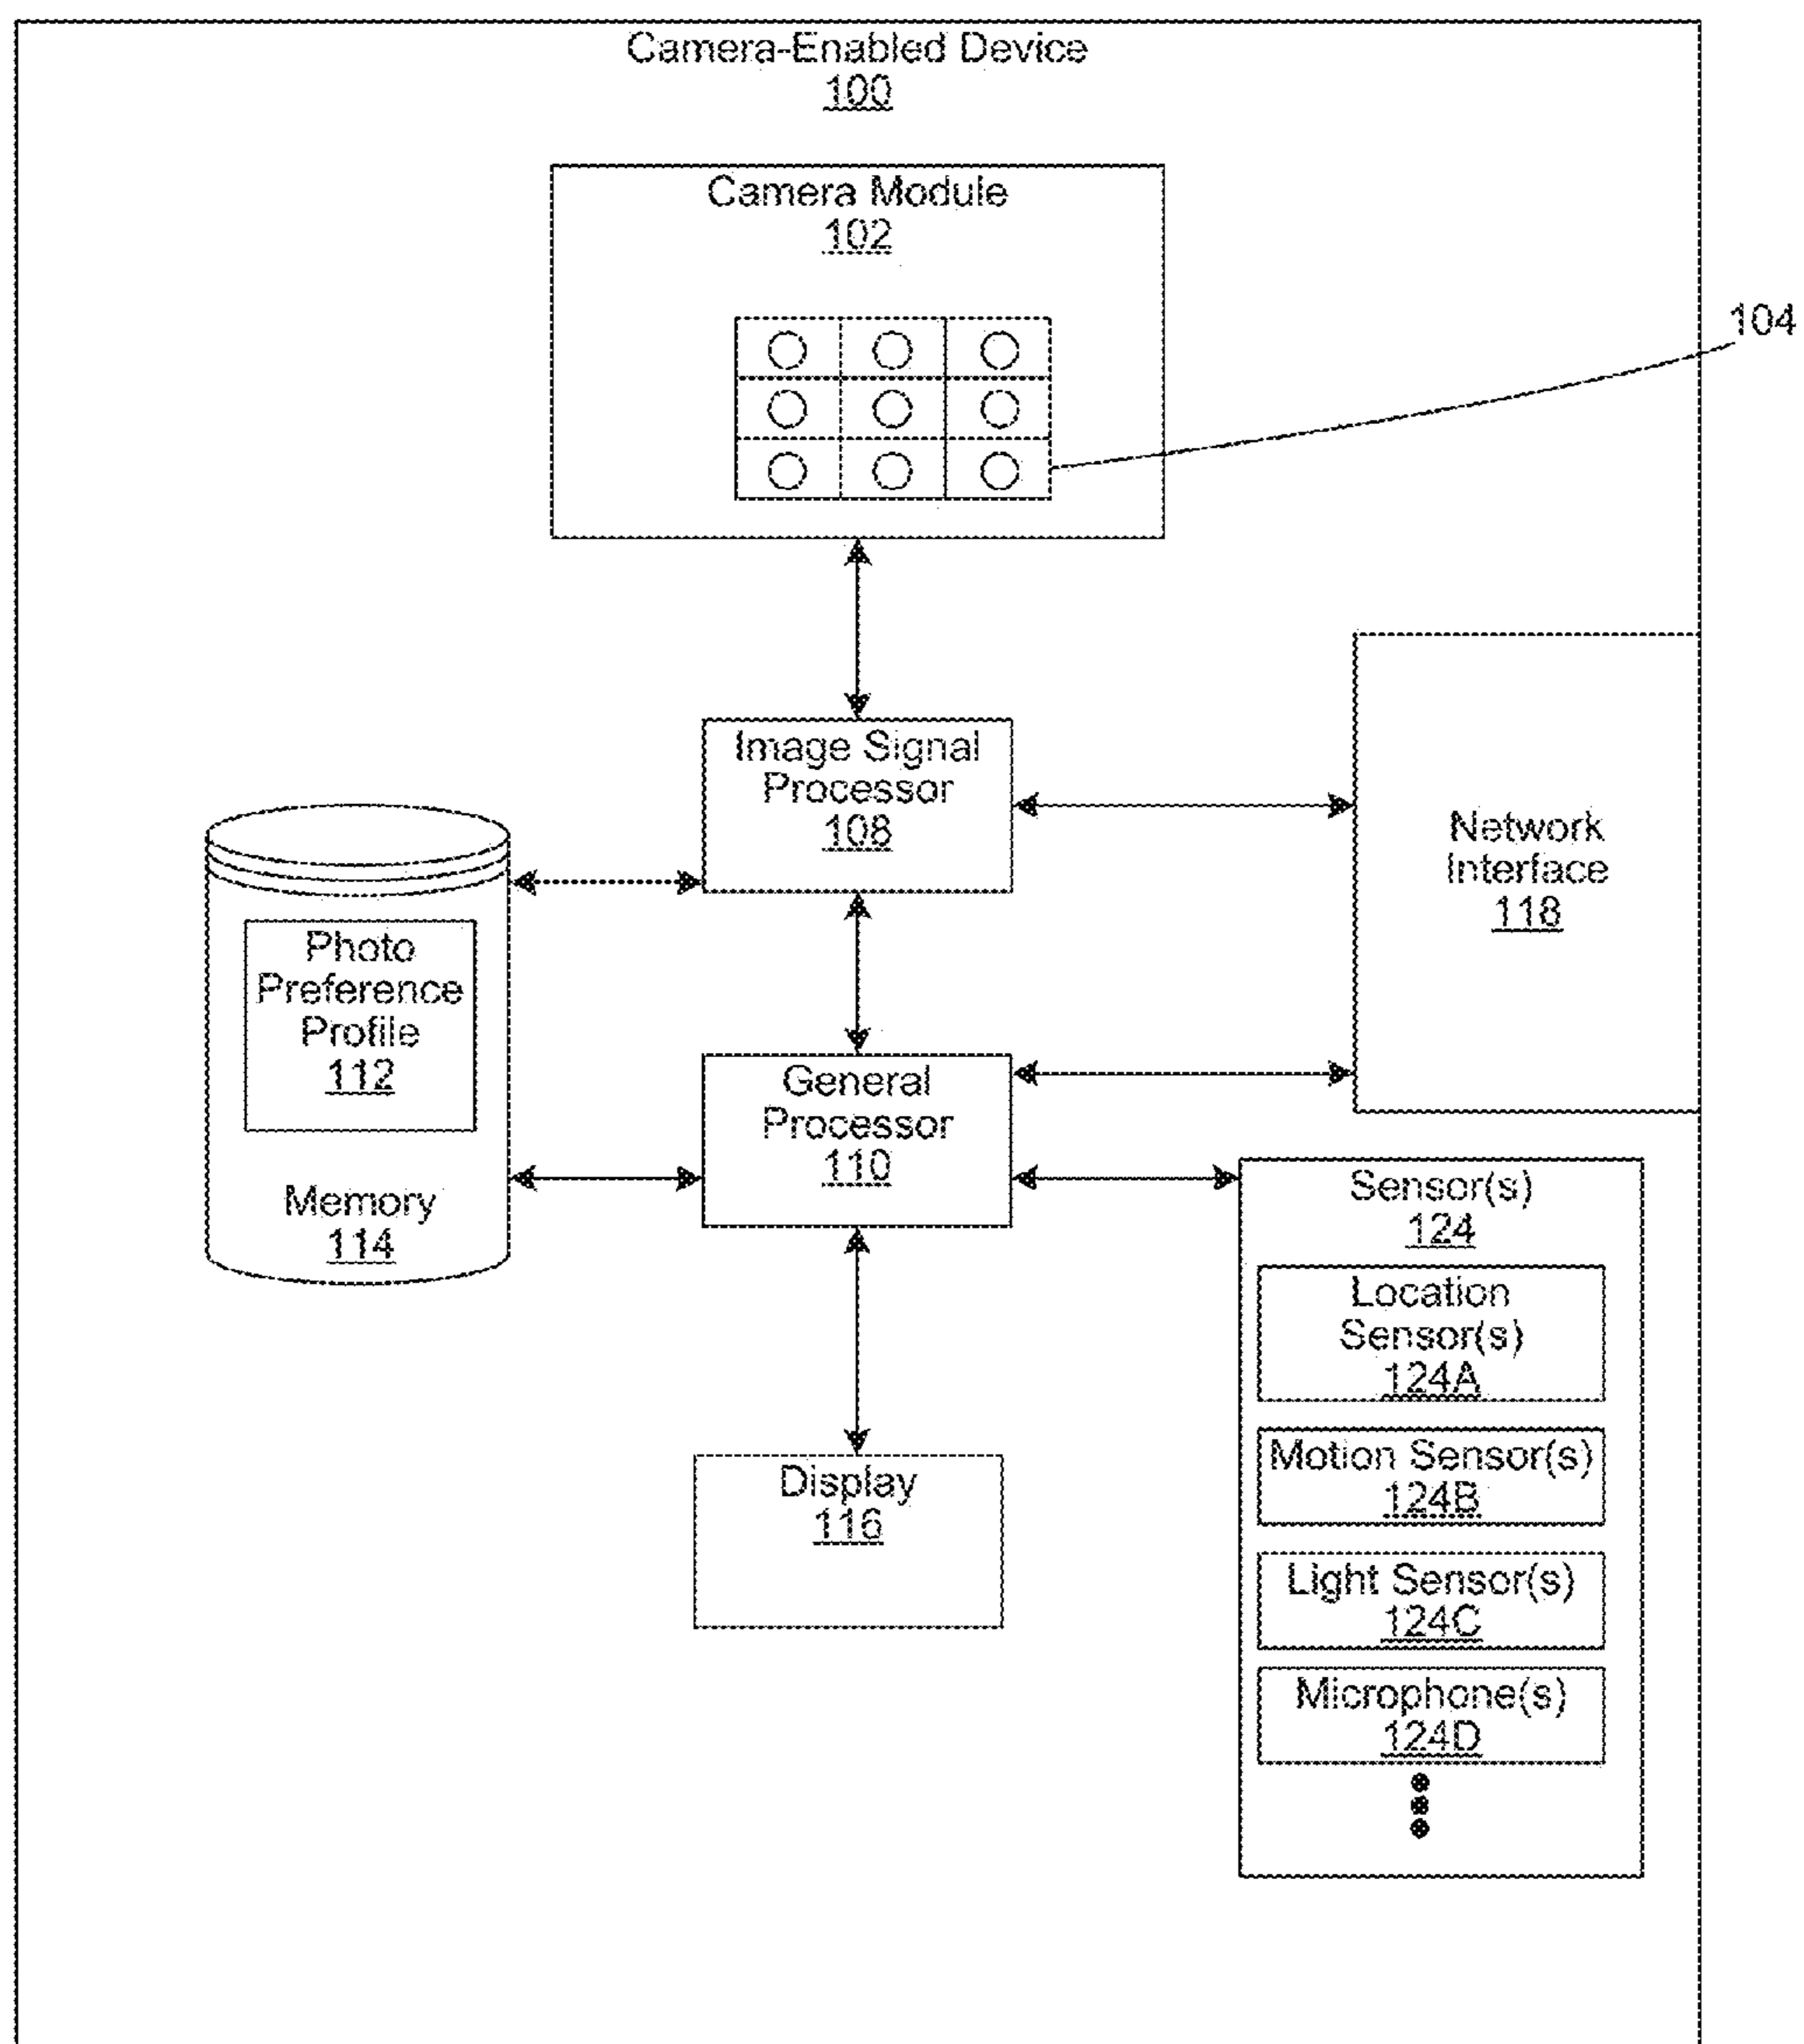 Camera-Enabled Device
100
Camera Module
102
104
Image Signal
Processor
108
Network
Interface
118
Photo
Preference
Profile
112
Memory
114
General
Processor
110
Sensor(s)
124
Location
Sensor(s)
124A
Motion Sensor(s)
124B
Light Sensor(s)
124C
Microphone(s)
124D
Display
116